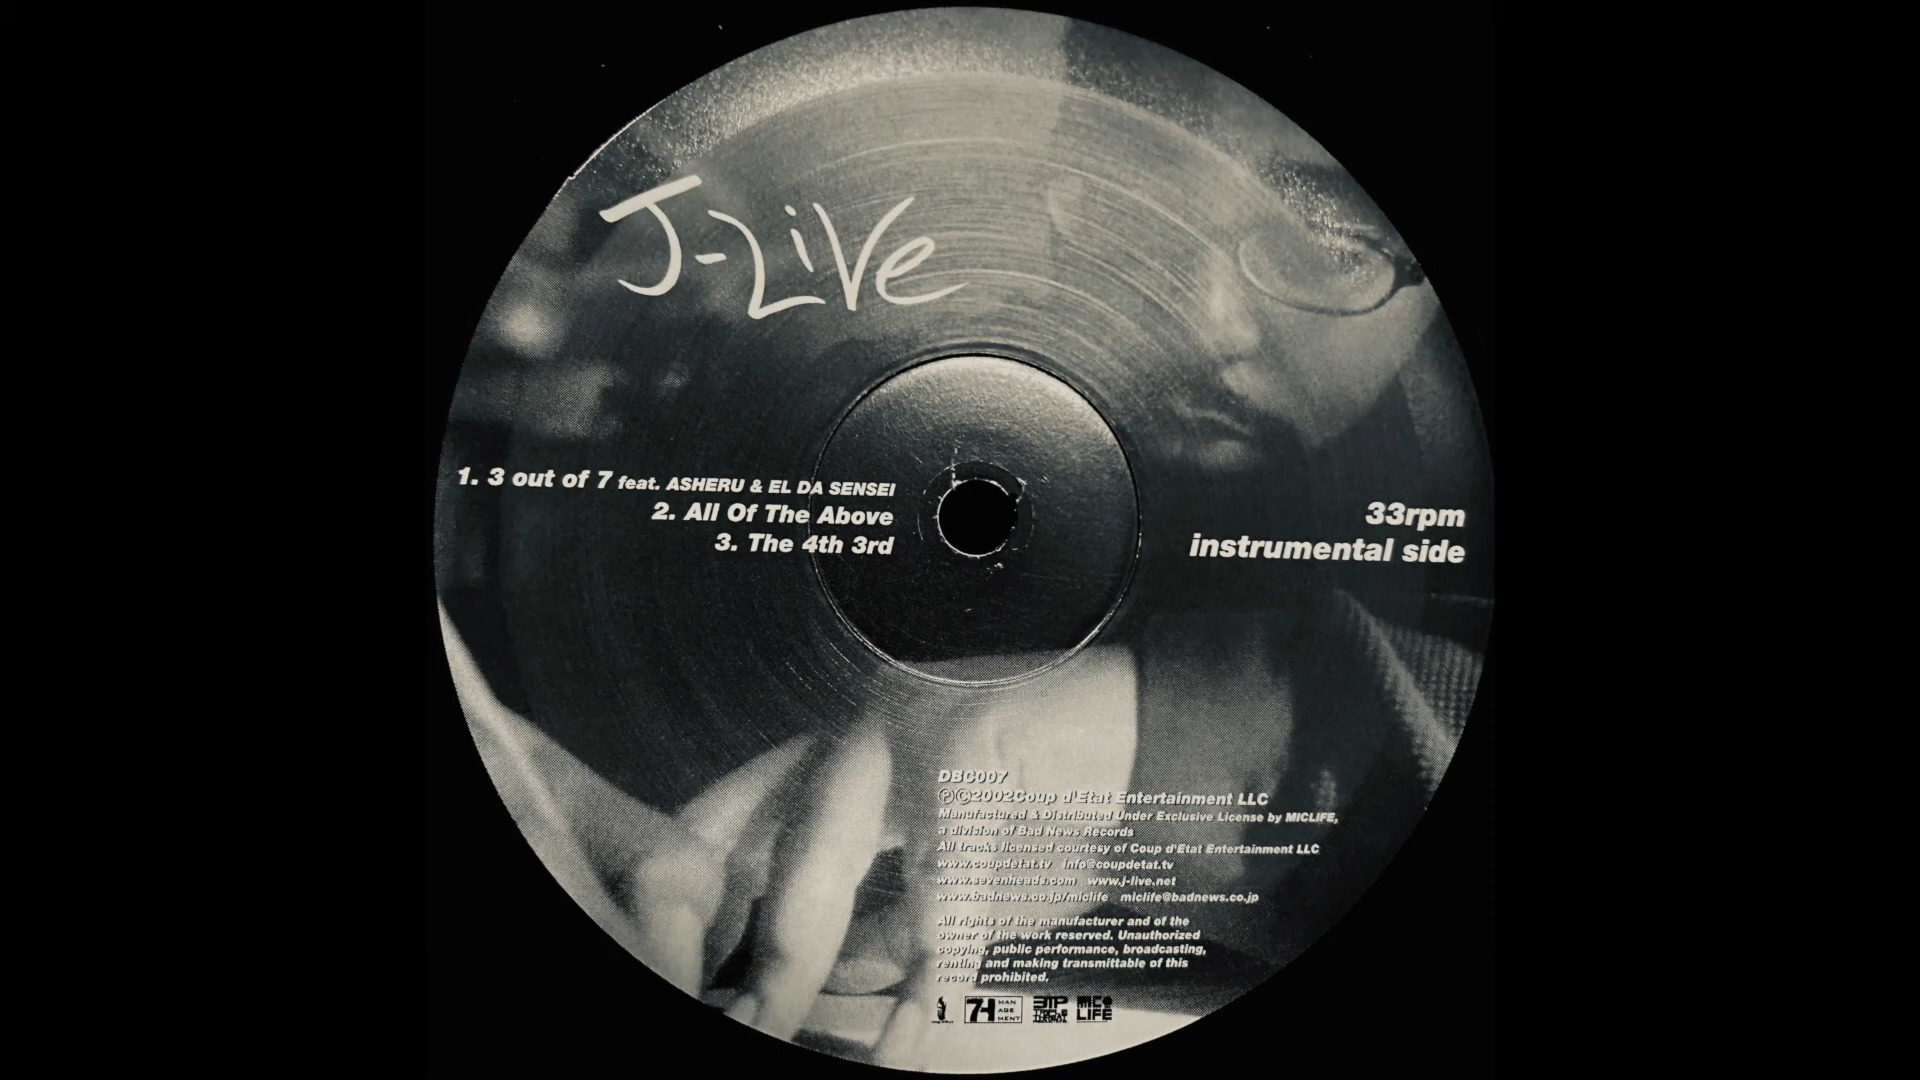 J-LiVe
1. 3 out of 7 feat. ASHERU & EL DA SENSEI
2. All Of The Above
3. The 4th 3rd
33rpm
instrumental side
DBC007
ⓅⒸ2002Coup d'Etat Entertainment LLC
Manufactured & Distributed Under Exclusive License by MICLIFE,
a division of Bad News Records
All tracks licensed courtesy of Coup d'Etat Entertainment LLC
www.coupdetat.tv info@coupdetat.tv
www.sevenheads.com www.j-live.net
www.badnews.co.jp/miclife miclife@badnews.co.jp
All rights of the manufacturer and of the
owner of the work reserved. Unauthorized
copying, public performance, broadcasting,
renting and making transmittable of this
record prohibited.
7H MAN
AGE
MENT
MIC
LIFE